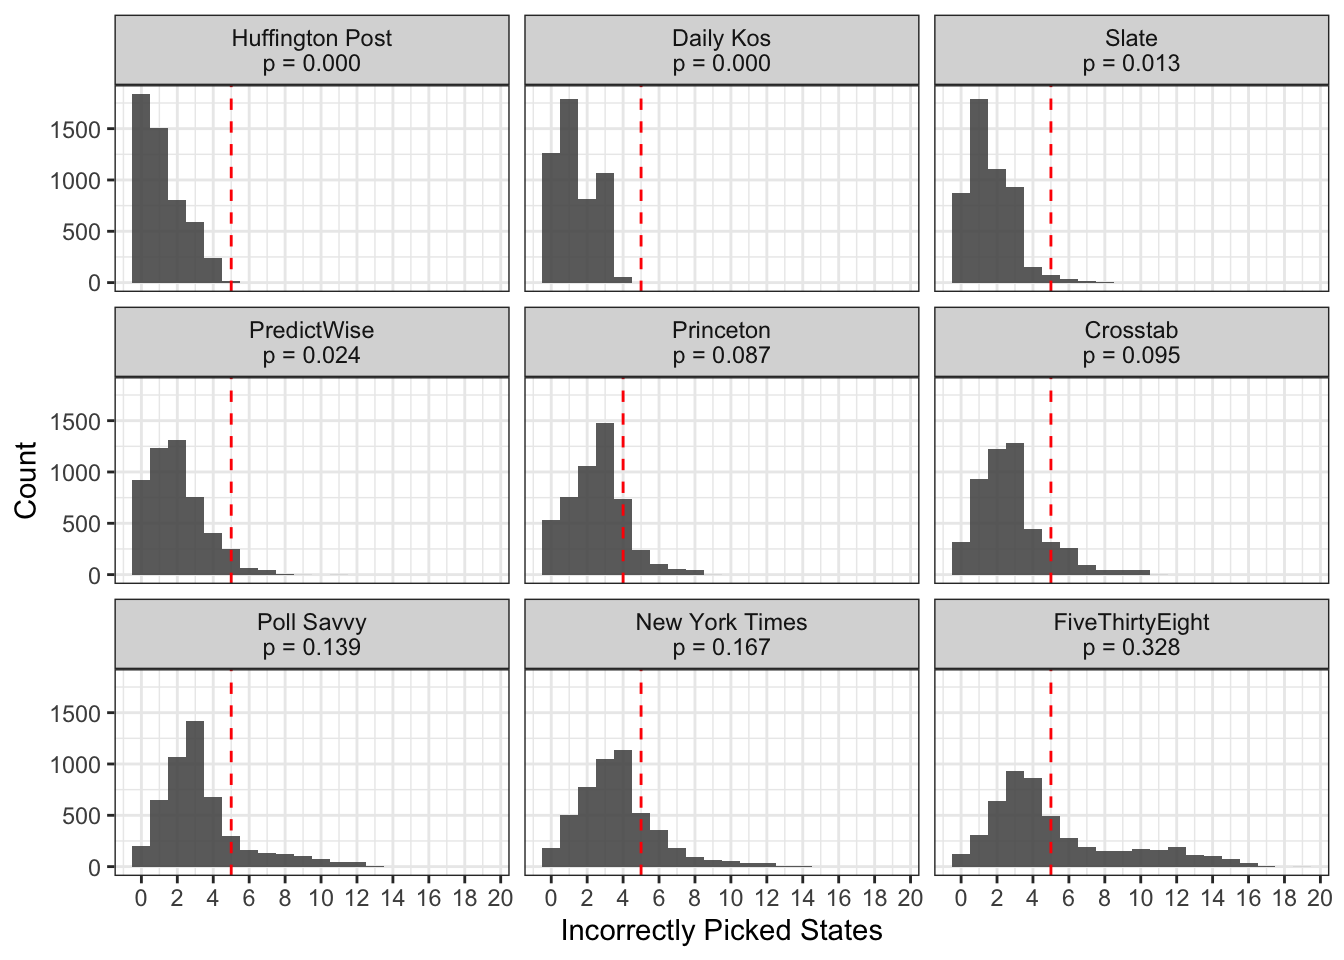 Huffington Post
p = 0.000
Daily Kos
p = 0.000
Slate
p = 0.013
1500
1000
500
0
PredictWise
p = 0.024
Princeton
p = 0.087
Crosstab
p = 0.095
1500
1000
500
0
Count
Poll Savvy
p = 0.139
New York Times
p = 0.167
FiveThirtyEight
p = 0.328
1500
1000
500
0
0 2 4 6 8 10 12 14 16 18 20
0 2 4 6 8 10 12 14 16 18 20
0 2 4 6 8 10 12 14 16 18 20
Incorrectly Picked States